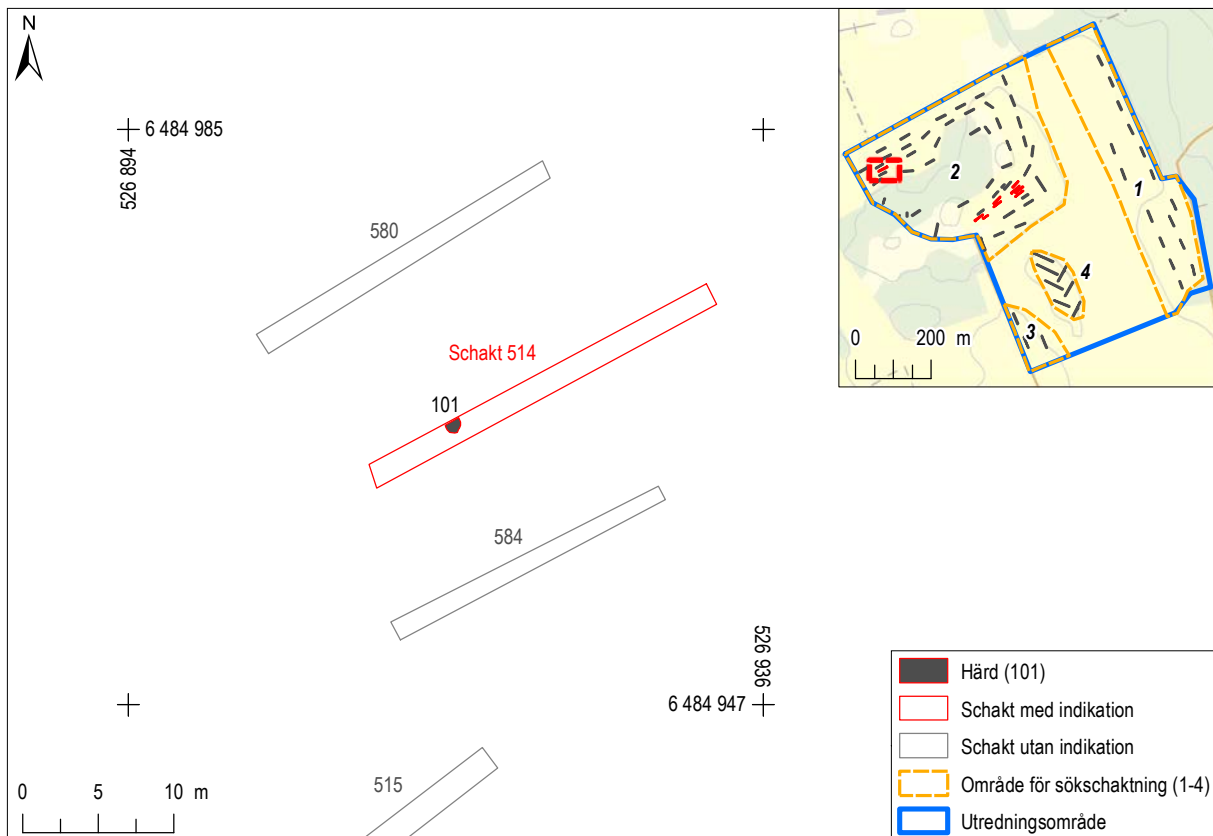 N
6 484 985
526 894
580
Schakt 514
101
584
526 936
6 484 947
515
0 5 10 m
2
1
4
3
0 200 m
Härd (101)
Schakt med indikation
Schakt utan indikation
Område för sökschaktning (1-4)
Utredningsområde